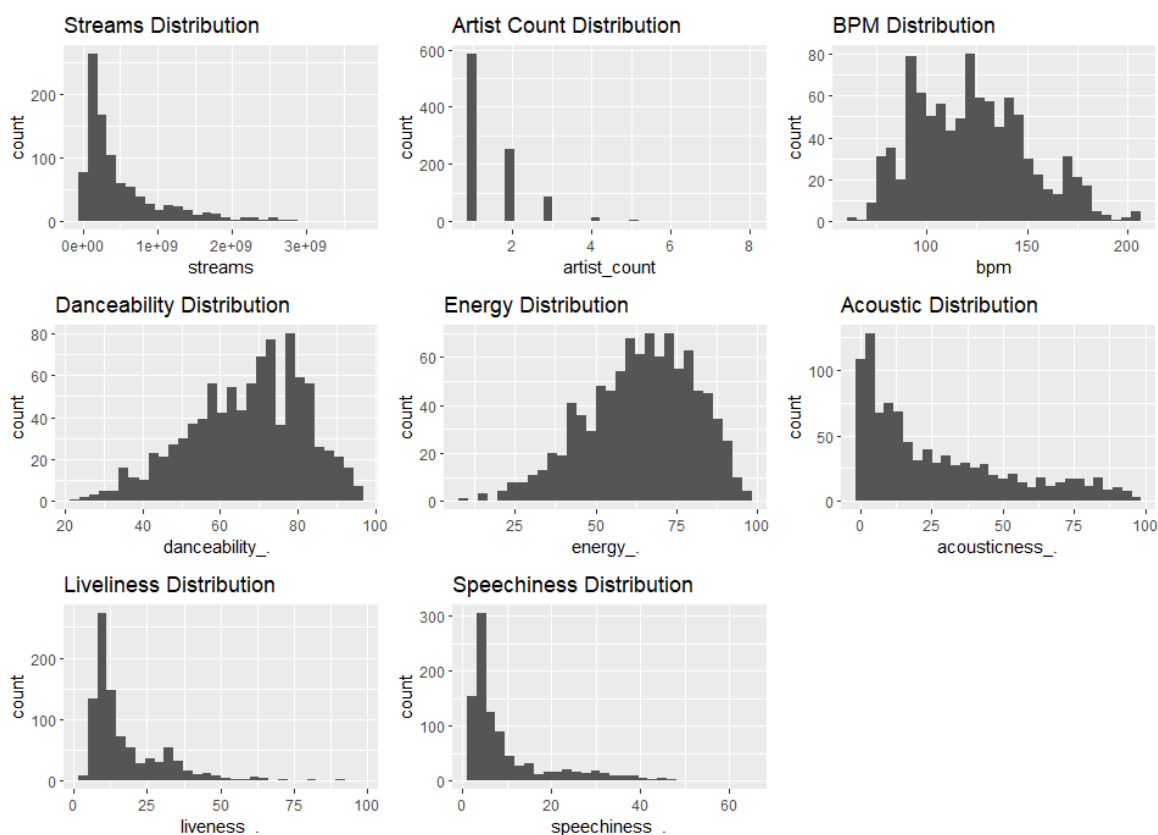 Streams Distribution
count
0
100
200
0e+00 1e+09 2e+09 3e+09
streams
Artist Count Distribution
count
0
200
400
600
2 4 6 8
artist_count
BPM Distribution
count
0
20
40
60
80
100 150 200
bpm
Danceability Distribution
count
0
20
40
60
80
20 40 60 80 100
danceability_.
Energy Distribution
count
0
20
40
60
25 50 75 100
energy_.
Acoustic Distribution
count
0
50
100
0 25 50 75 100
acousticness_.
Liveliness Distribution
count
0
100
200
0 25 50 75 100
liveness_.
Speechiness Distribution
count
0
100
200
300
0 20 40 60
speechiness_.